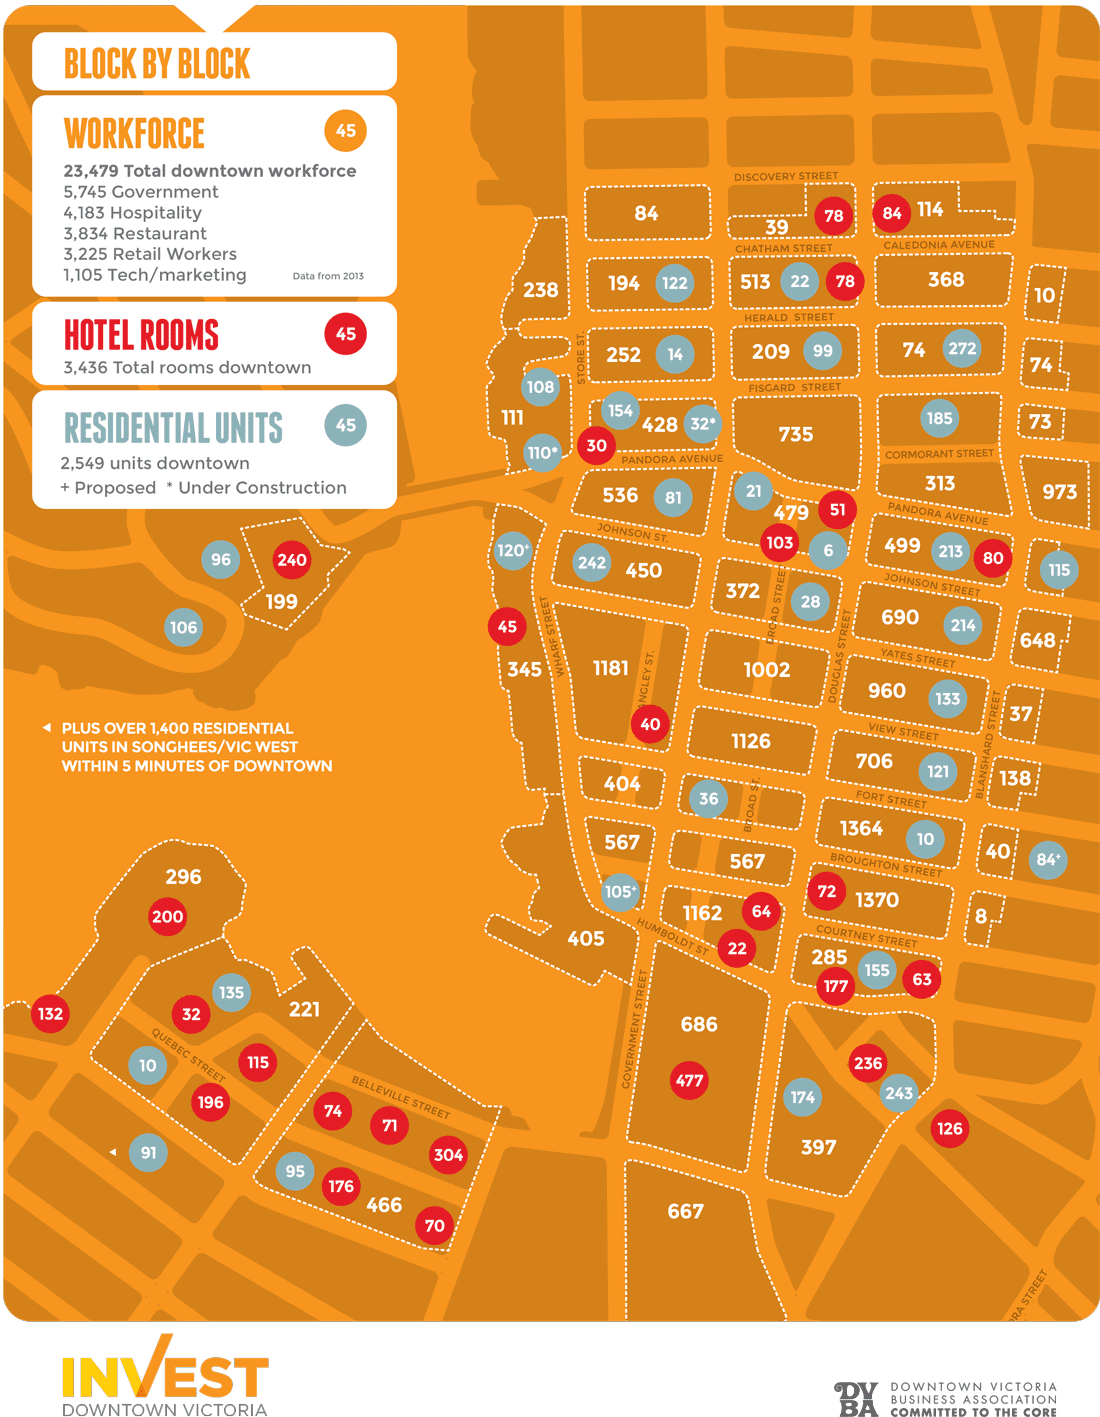 BLOCK BY BLOCK
WORKFORCE 45
23,479 Total downtown workforce
5,745 Government
4,183 Hospitality
3,834 Restaurant
3,225 Retail Workers
1,105 Tech/marketing
Data from 2013
HOTEL ROOMS 45
3,436 Total rooms downtown
RESIDENTIAL UNITS 45
2,549 units downtown
+ Proposed * Under Construction
DISCOVERY STREET
84
39
78
84
114
CHATHAM STREET
CALEDONIA AVENUE
238
194
122
513
22
78
368
10
HERALD STREET
STORE ST.
252
14
209
99
74
272
74
FISGARD STREET
108
111
110*
154
428
32*
30
735
185
73
PANDORA AVENUE
CORMORANT STREET
536
81
21
479
51
313
973
PANDORA AVENUE
JOHNSON ST.
103
6
499
213
80
115
120+
242
450
JOHNSON STREET
96
240
199
106
372
28
BROAD STREET
DOUGLAS STREET
690
214
648
YATES STREET
45
345
WHARF STREET
1181
LANGLEY ST.
40
1002
960
133
37
VIEW STREET
BLANSHARD STREET
PLUS OVER 1,400 RESIDENTIAL
UNITS IN SONGHEES/VIC WEST
WITHIN 5 MINUTES OF DOWNTOWN
1126
706
121
138
FORT STREET
404
36
BROAD ST.
1364
10
40
84+
BROUGHTON STREET
567
567
105+
72
1370
8
1162
64
22
HUMBOLDT ST
COURTNEY STREET
405
285
155
177
63
296
200
132
135
32
221
QUEBEC STREET
10
115
196
91
GOVERNMENT STREET
686
477
236
174
243
397
126
BELLEVILLE STREET
74
71
304
95
176
466
70
667
RA STREET
INVEST
DOWNTOWN VICTORIA
DVBA
DOWNTOWN VICTORIA
BUSINESS ASSOCIATION
COMMITTED TO THE CORE